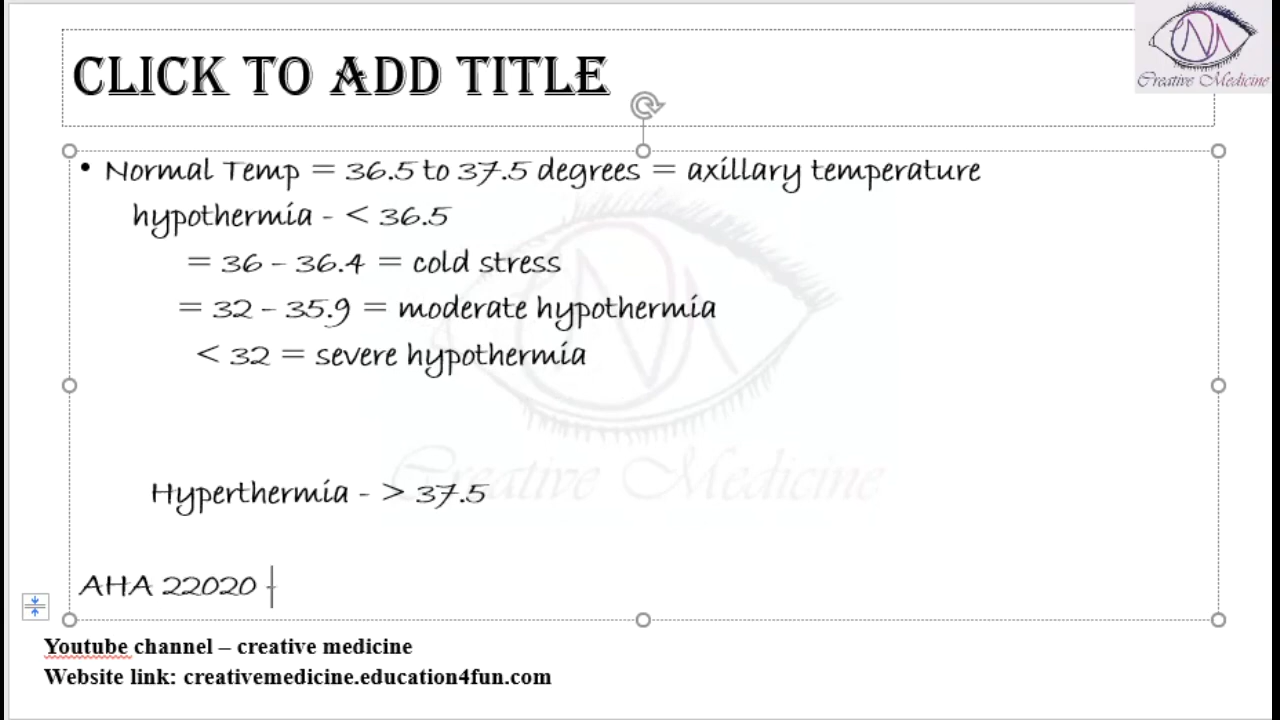 CLICK TO ADD TITLE
Creative Medicine
• Normal Temp = 36.5 to 37.5 degrees = axillary temperature
hypothermia - < 36.5
= 36 – 36.4 = cold stress
= 32 – 35.9 = moderate hypothermia
< 32 = severe hypothermia
Creative Medicine
Hyperthermia - > 37.5
AHA 22020 -
Youtube channel – creative medicine
Website link: creativemedicine.education4fun.com